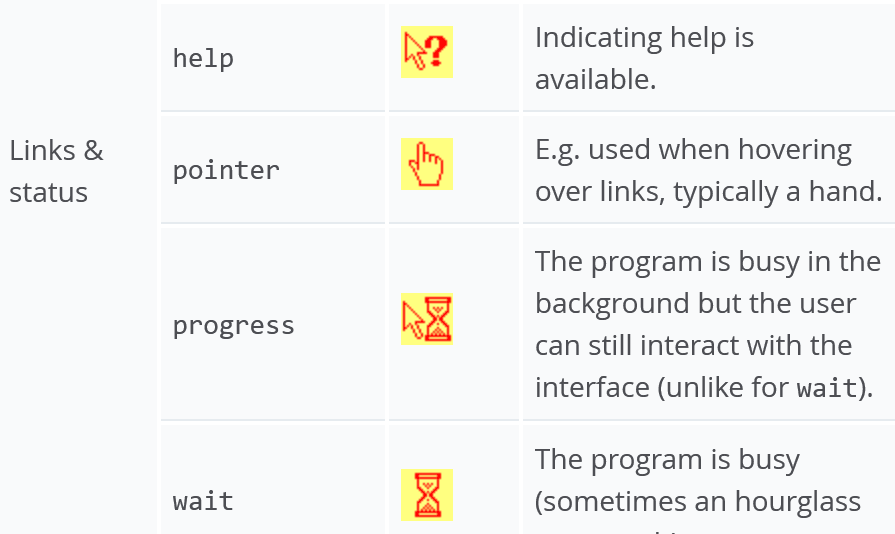 help
Indicating help is
available.
Links &
status
pointer
E.g. used when hovering
over links, typically a hand.
progress
The program is busy in the
background but the user
can still interact with the
interface (unlike for wait).
wait
The program is busy
(sometimes an hourglass